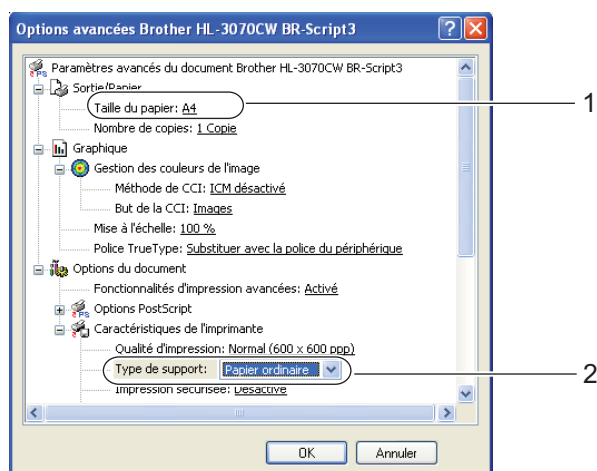 Options avancées Brother HL-3070CW BR-Script3
Paramètres avancés du document Brother HL-3070CW BR-Script3
Sortie/Papier
Taille du papier: A4
1
Nombre de copies: 1 Copie
Graphique
Gestion des couleurs de l'image
Méthode de CCI: ICM désactivé
But de la CCI: Images
Mise à l'échelle: 100 %
Police TrueType: Substituer avec la police du périphérique
Options du document
Fonctionnalités d'impression avancées: Activé
Options PostScript
Caractéristiques de l'imprimante
Qualité d'impression: Normal (600 x 600 ppp)
Type de support: Papier ordinaire
2
Impression sécurisée: Désactivé
OK
Annuler